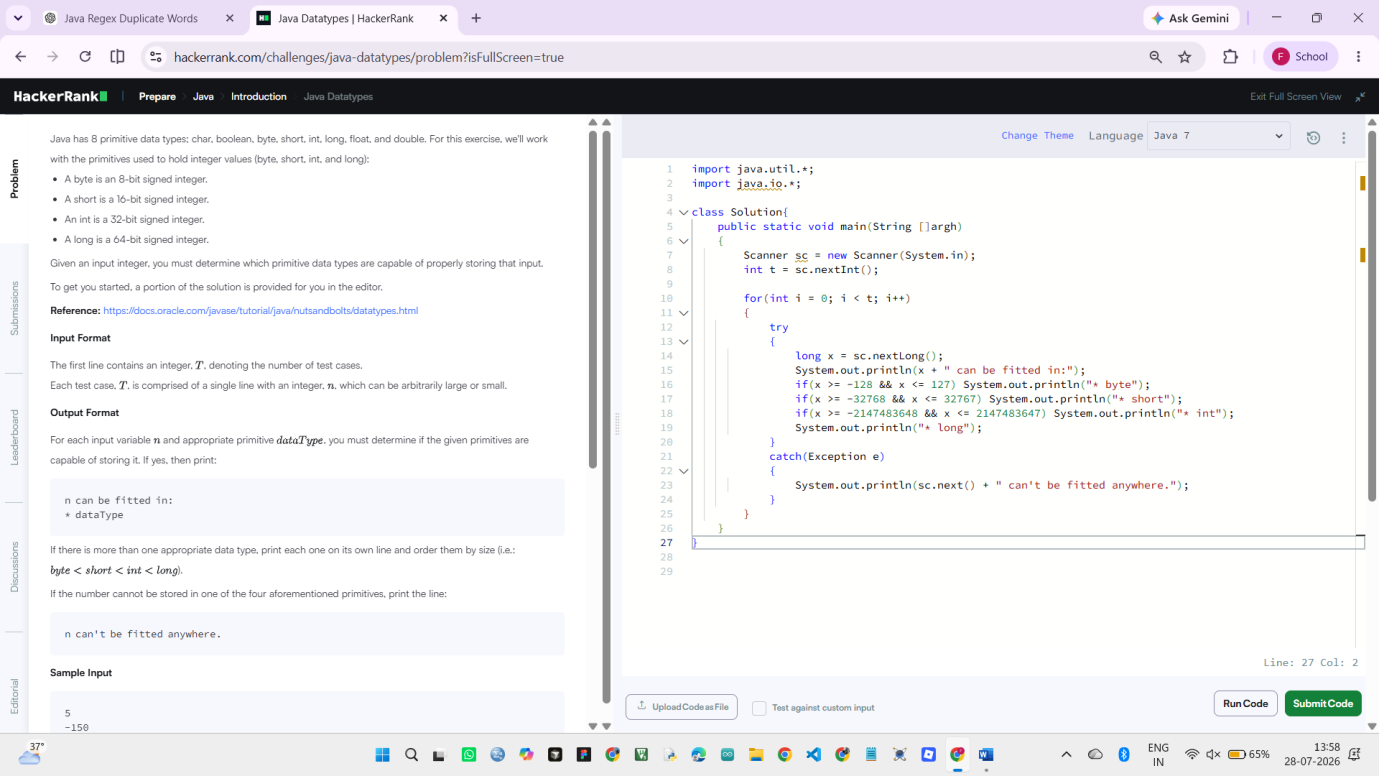 Java Regex Duplicate Words
Java Datatypes | HackerRank
Ask Gemini
hackerrank.com/challenges/java-datatypes/problem?isFullScreen=true
F School
HackerRank
Prepare Java Introduction Java Datatypes
Exit Full Screen View
Problem
Submissions
Leaderboard
Discussions
Editorial
Java has 8 primitive data types; char, boolean, byte, short, int, long, float, and double. For this exercise, we'll work
with the primitives used to hold integer values (byte, short, int, and long):
• A byte is an 8-bit signed integer.
• A short is a 16-bit signed integer.
• An int is a 32-bit signed integer.
• A long is a 64-bit signed integer.
Given an input integer, you must determine which primitive data types are capable of properly storing that input.
To get you started, a portion of the solution is provided for you in the editor.
Reference: https://docs.oracle.com/javase/tutorial/java/nutsandbolts/datatypes.html
Input Format
The first line contains an integer, T, denoting the number of test cases.
Each test case, T, is comprised of a single line with an integer, n, which can be arbitrarily large or small.
Output Format
For each input variable n and appropriate primitive dataType, you must determine if the given primitives are
capable of storing it. If yes, then print:
n can be fitted in:
* dataType
If there is more than one appropriate data type, print each one on its own line and order them by size (i.e.:
byte < short < int < long).
If the number cannot be stored in one of the four aforementioned primitives, print the line:
n can't be fitted anywhere.
Sample Input
5
-150
Change Theme Language Java 7
1 import java.util.*;
2 import java.io.*;
3
4 class Solution{
5 public static void main(String []argh)
6 {
7 Scanner sc = new Scanner(System.in);
8 int t = sc.nextInt();
9
10 for(int i = 0; i < t; i++)
11 {
12 try
13 {
14 long x = sc.nextLong();
15 System.out.println(x + " can be fitted in:");
16 if(x >= -128 && x <= 127) System.out.println("* byte");
17 if(x >= -32768 && x <= 32767) System.out.println("* short");
18 if(x >= -2147483648 && x <= 2147483647) System.out.println("* int");
19 System.out.println("* long");
20 }
21 catch(Exception e)
22 {
23 System.out.println(sc.next() + " can't be fitted anywhere.");
24 }
25 }
26 }
27 }
28
29
Line: 27 Col: 2
Upload Code as File
Test against custom input
Run Code
Submit Code
37°
ENG
IN
65%
13:58
28-07-2026